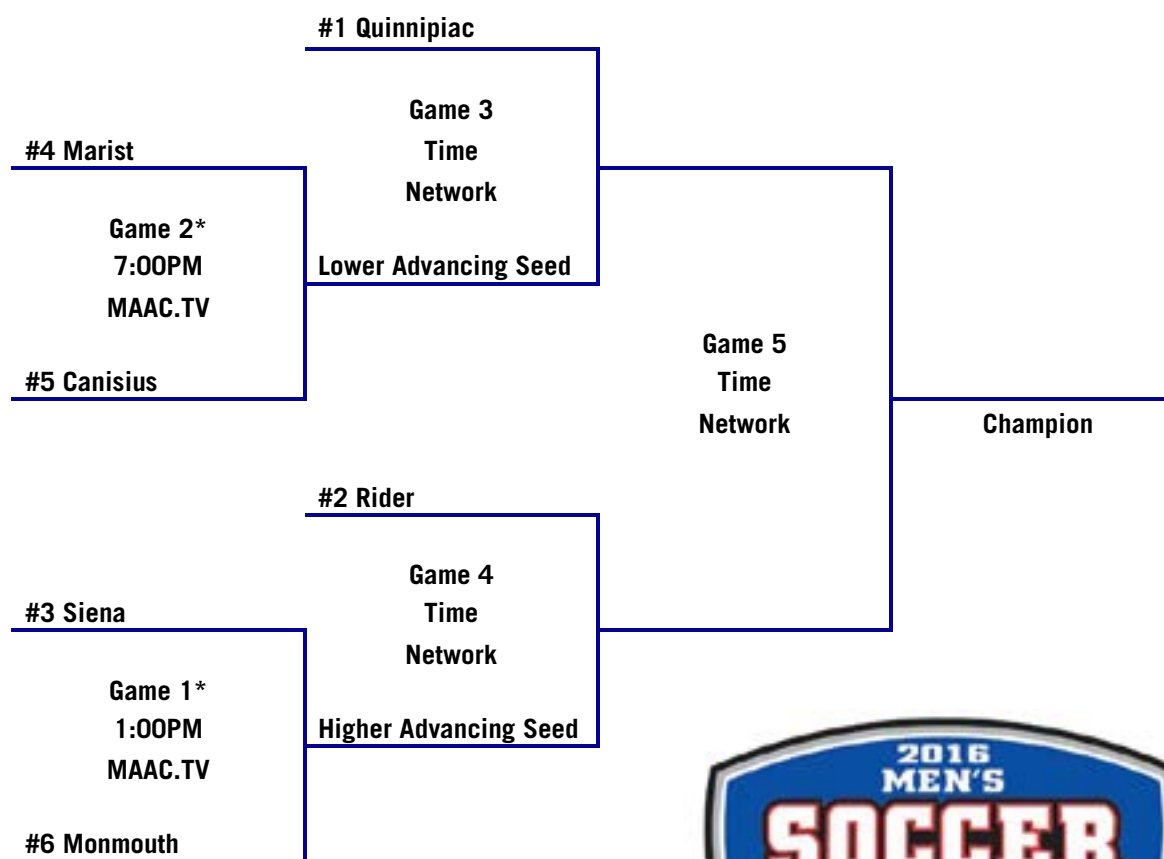 #1 Quinnipiac
Game 3
Time
Network
#4 Marist
Game 2*
7:00PM
MAAC.TV
Lower Advancing Seed
#5 Canisius
Game 5
Time
Network
Champion
#2 Rider
Game 4
Time
Network
#3 Siena
Game 1*
1:00PM
MAAC.TV
Higher Advancing Seed
#6 Monmouth
2016
MEN'S
SOCCER